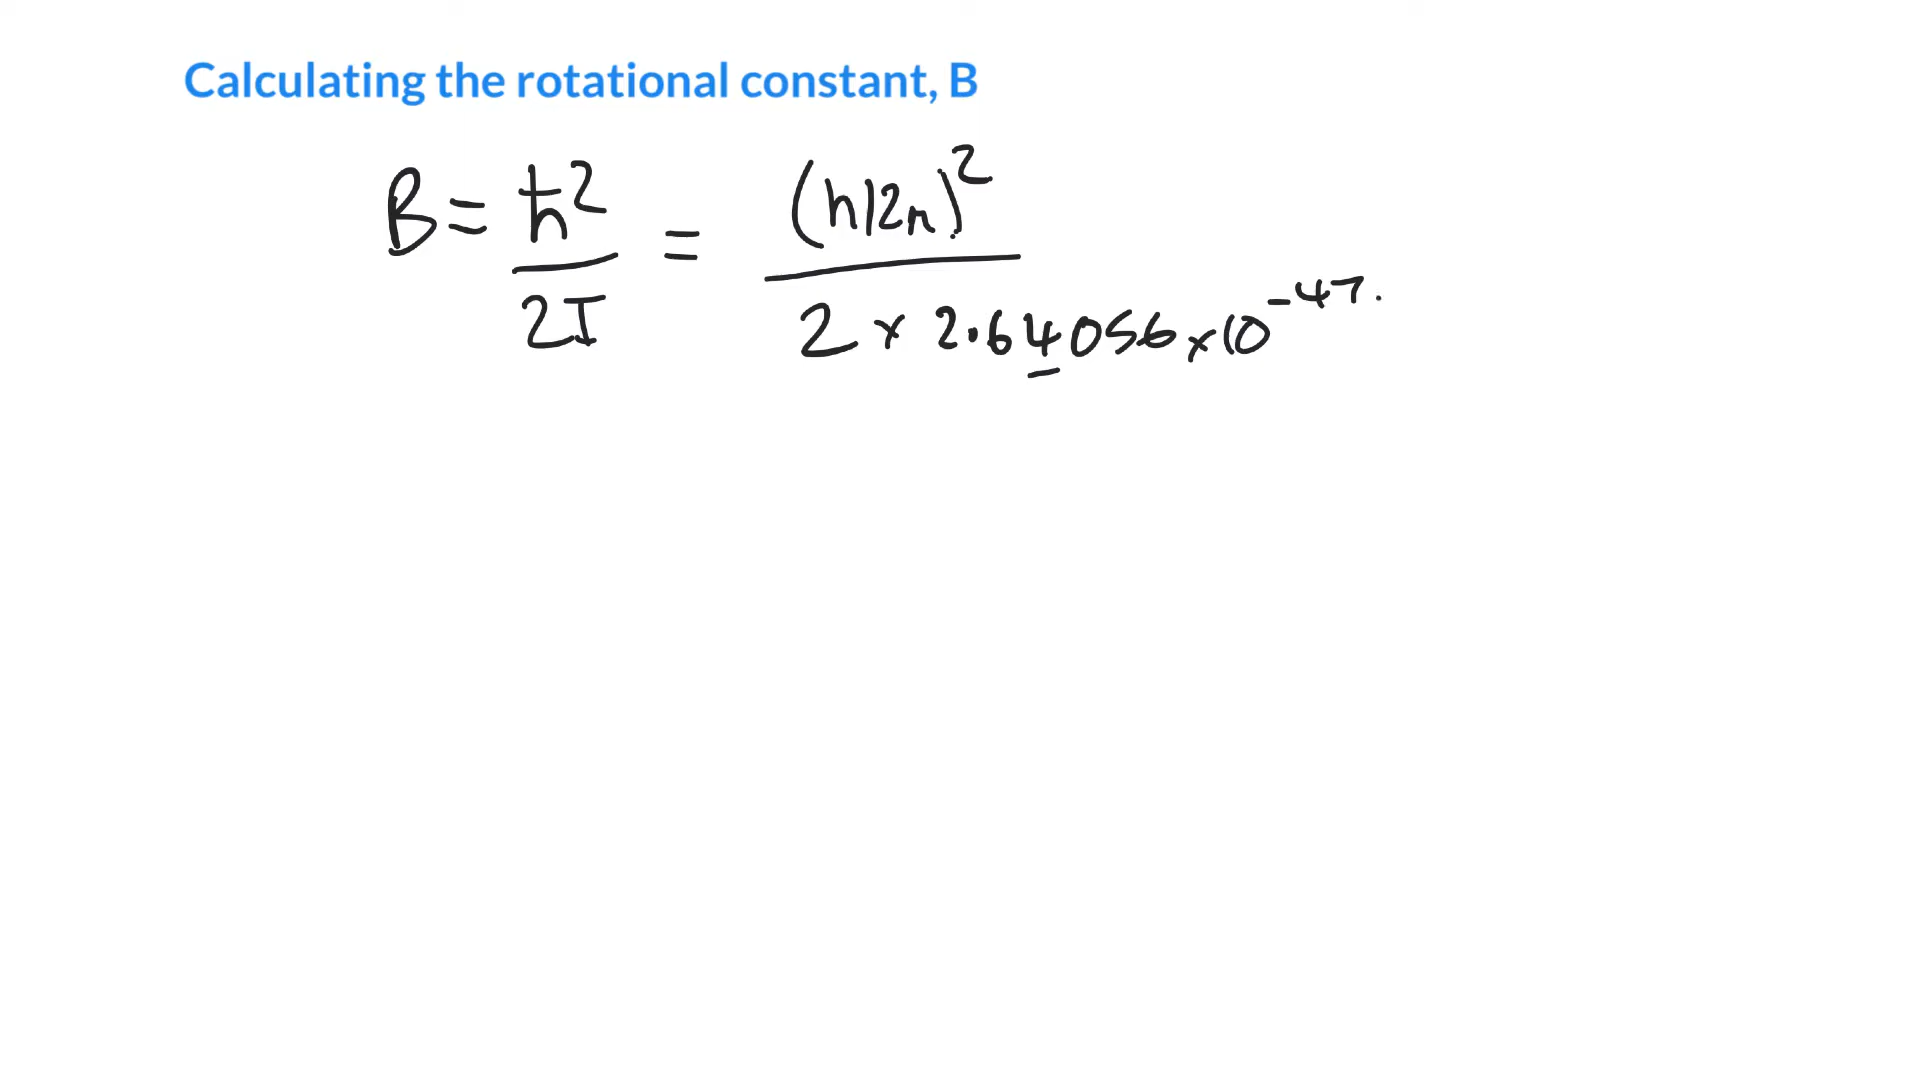 Calculating the rotational constant, B
B = ħ² / 2I = (h/2π)² / 2 × 2.64056 × 10⁻⁴⁷.